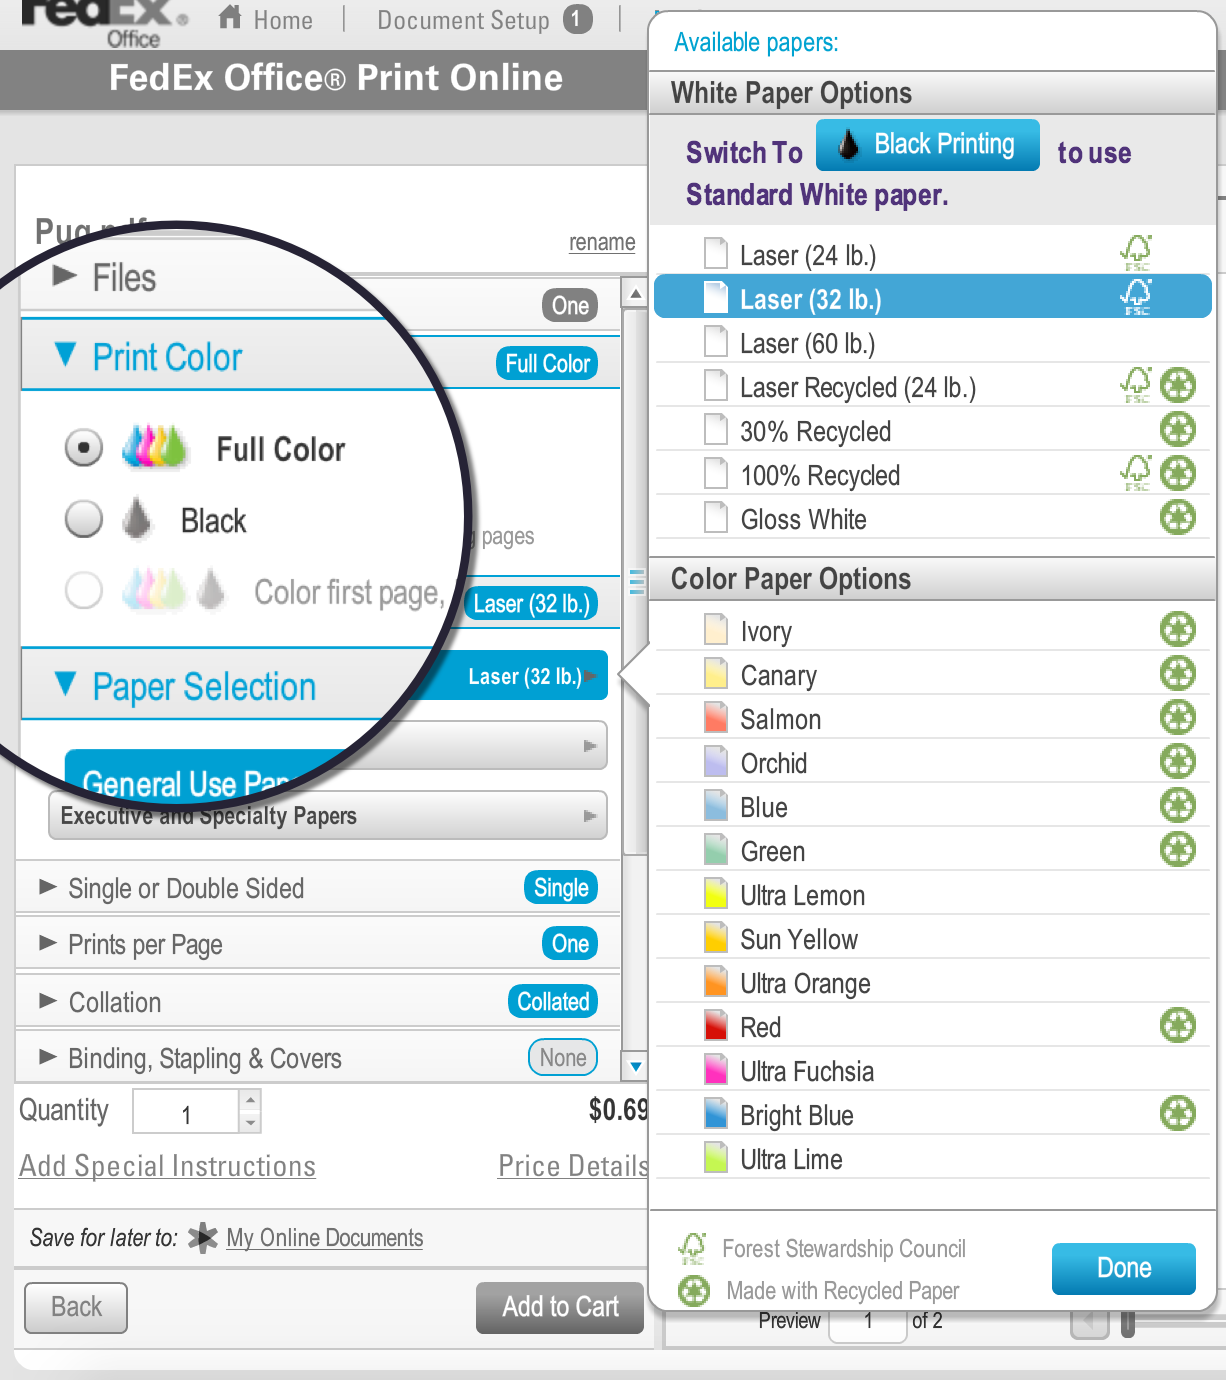 FedEx®
Office
Home
Document Setup 1
FedEx Office® Print Online
Pug.pdf
rename
Files
One
Print Color
Full Color
Full Color
Black
pages
Color first page,
Laser (32 lb.)
Paper Selection
Laser (32 lb.)
General Use Pap
Executive and Specialty Papers
Single or Double Sided
Single
Prints per Page
One
Collation
Collated
Binding, Stapling & Covers
None
Quantity
1
$0.69
Add Special Instructions
Price Details
Save for later to:
My Online Documents
Back
Add to Cart
Available papers:
White Paper Options
Switch To Black Printing to use
Standard White paper.
Laser (24 lb.)
FSC
Laser (32 lb.)
FSC
Laser (60 lb.)
Laser Recycled (24 lb.)
FSC
30% Recycled
100% Recycled
FSC
Gloss White
Color Paper Options
Ivory
Canary
Salmon
Orchid
Blue
Green
Ultra Lemon
Sun Yellow
Ultra Orange
Red
Ultra Fuchsia
Bright Blue
Ultra Lime
FSC
Forest Stewardship Council
Made with Recycled Paper
Done
Preview 1 of 2